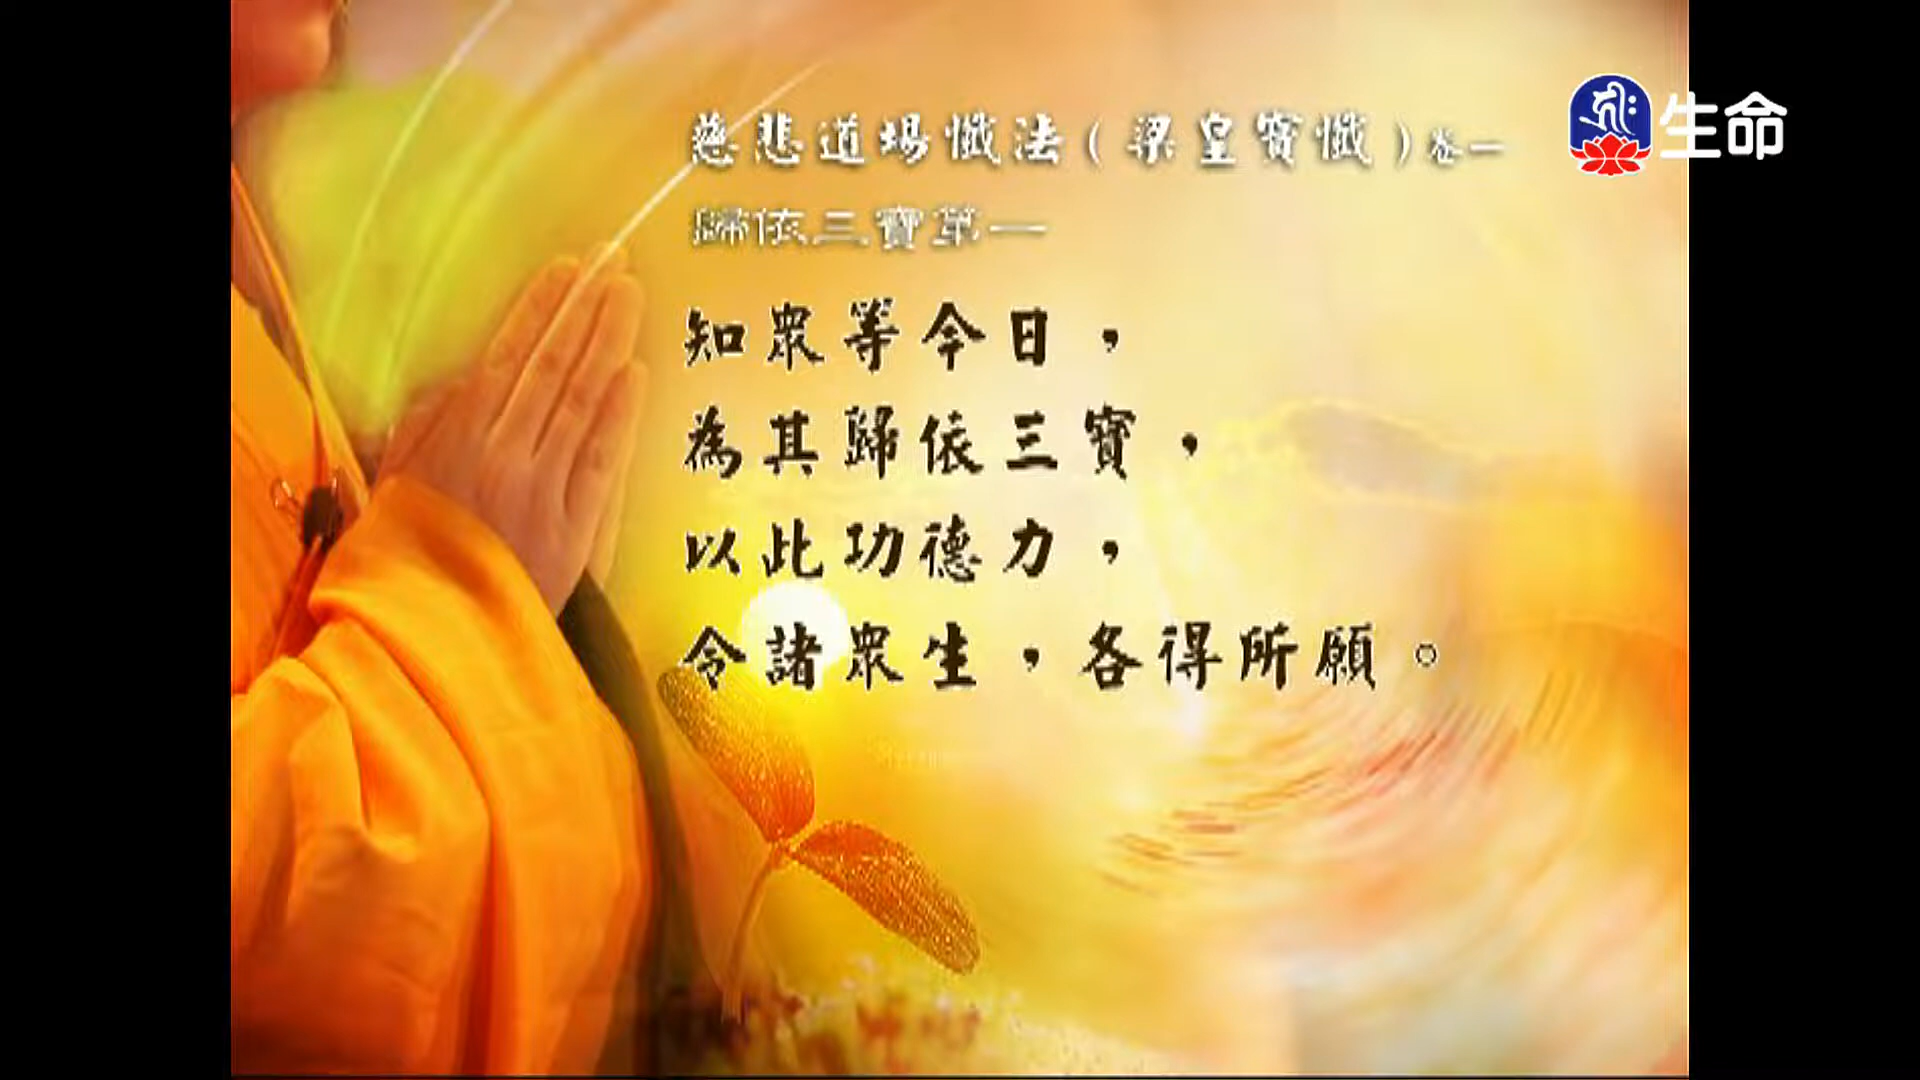 慈悲道場懺法（梁皇寶懺）卷一
生命
歸依三寶第一
知眾等今日，
為其歸依三寶，
以此功德力，
令諸眾生，各得所願。